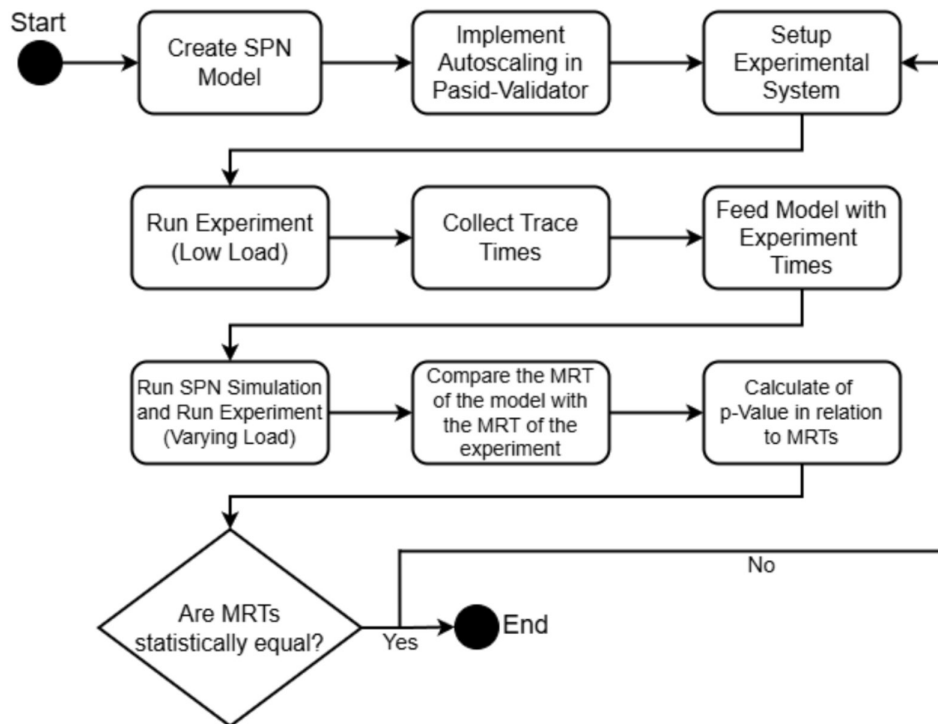 Start
Create SPN
Model
Implement
Autoscaling in
Pasid-Validator
Setup
Experimental
System
Run Experiment
(Low Load)
Collect Trace
Times
Feed Model with
Experiment
Times
Run SPN Simulation
and Run Experiment
(Varying Load)
Compare the MRT
of the model with
the MRT of the
experiment
Calculate of
p-Value in relation
to MRTs
Are MRTs
statistically equal?
Yes
End
No